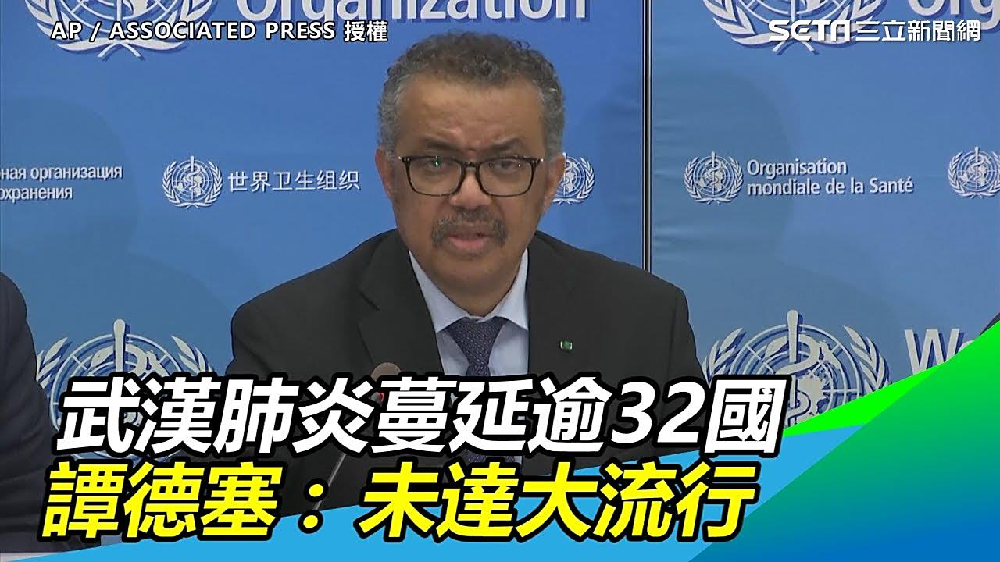 Organization
Wo
AP / ASSOCIATED PRESS 授權
SETN三立新聞網
ная организация
охранения
世界卫生组织
Organisation
mondiale de la Santé
Wo
武漢肺炎蔓延逾32國
譚德塞：未達大流行